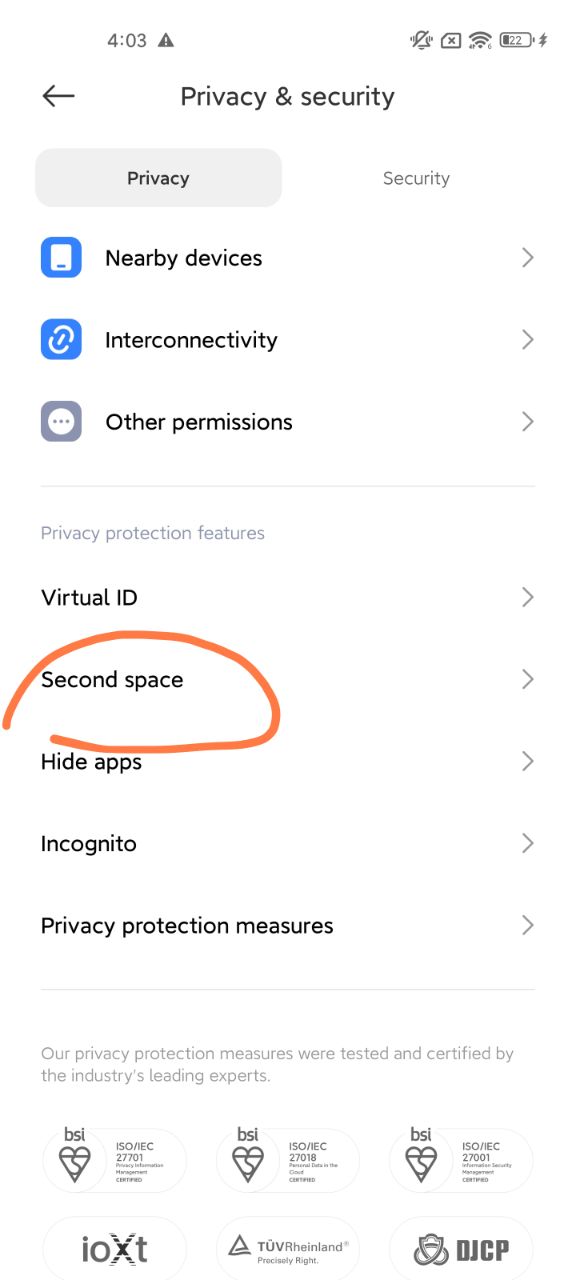 4:03
22
Privacy & security
Privacy
Security
Nearby devices
Interconnectivity
Other permissions
Privacy protection features
Virtual ID
Second space
Hide apps
Incognito
Privacy protection measures
Our privacy protection measures were tested and certified by
the industry's leading experts.
bsi
ISO/IEC
27701
Privacy Information
Management
CERTIFIED
bsi
ISO/IEC
27018
Personal Data in the
Cloud
CERTIFIED
bsi
ISO/IEC
27001
Information Security
Management
CERTIFIED
ioXt
TÜVRheinland®
Precisely Right.
DJCP